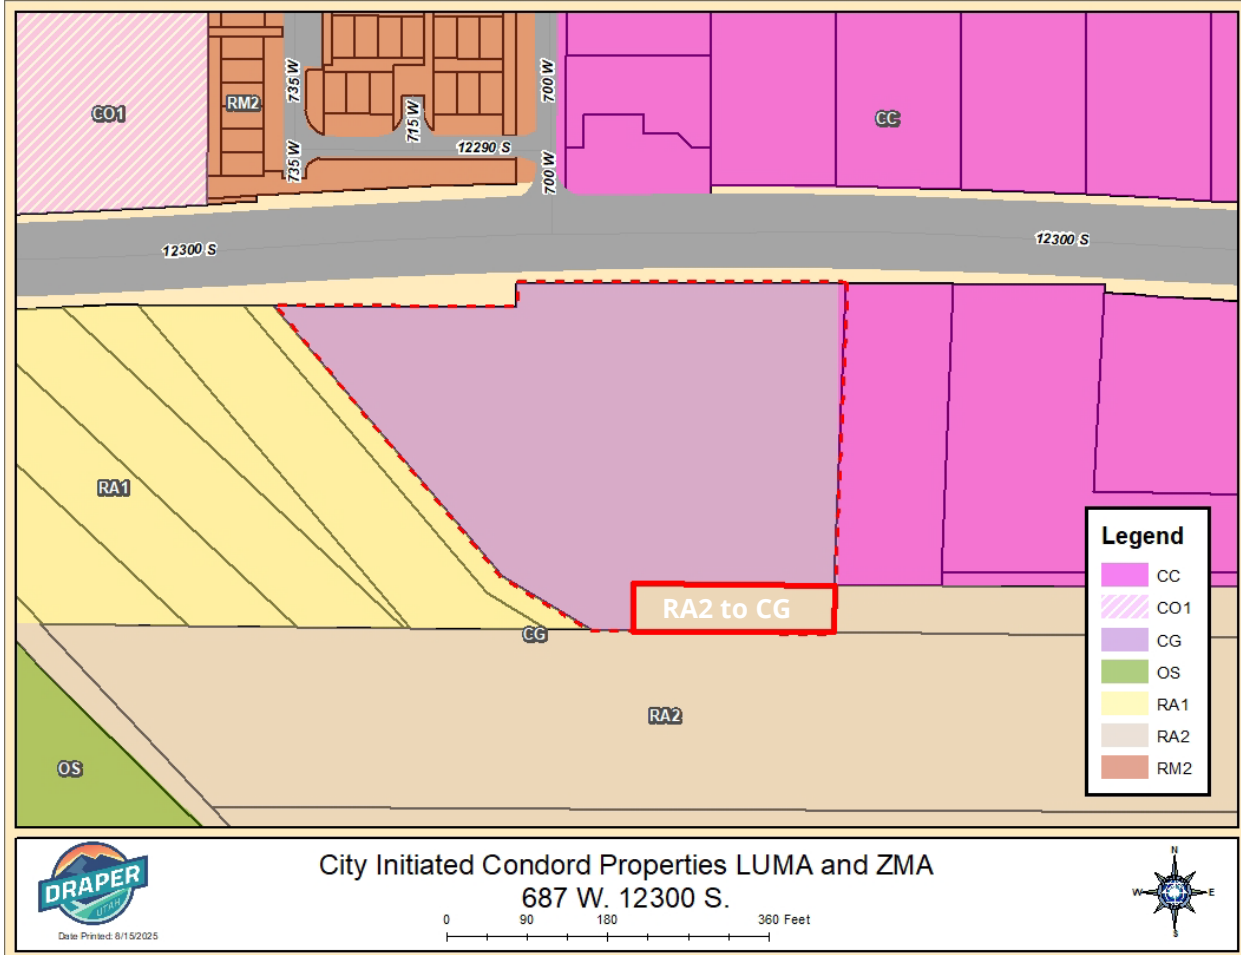 CO1
RM2
735 W
735 W
715 W
12290 S
700 W
700 W
CC
12300 S
12300 S
RA1
RA2 to CG
CG
RA2
OS
Legend
CC
CO1
CG
OS
RA1
RA2
RM2
DRAPER
UTAH
Date Printed: 8/15/2025
City Initiated Condord Properties LUMA and ZMA
687 W. 12300 S.
0 90 180 360 Feet
N
W E
S